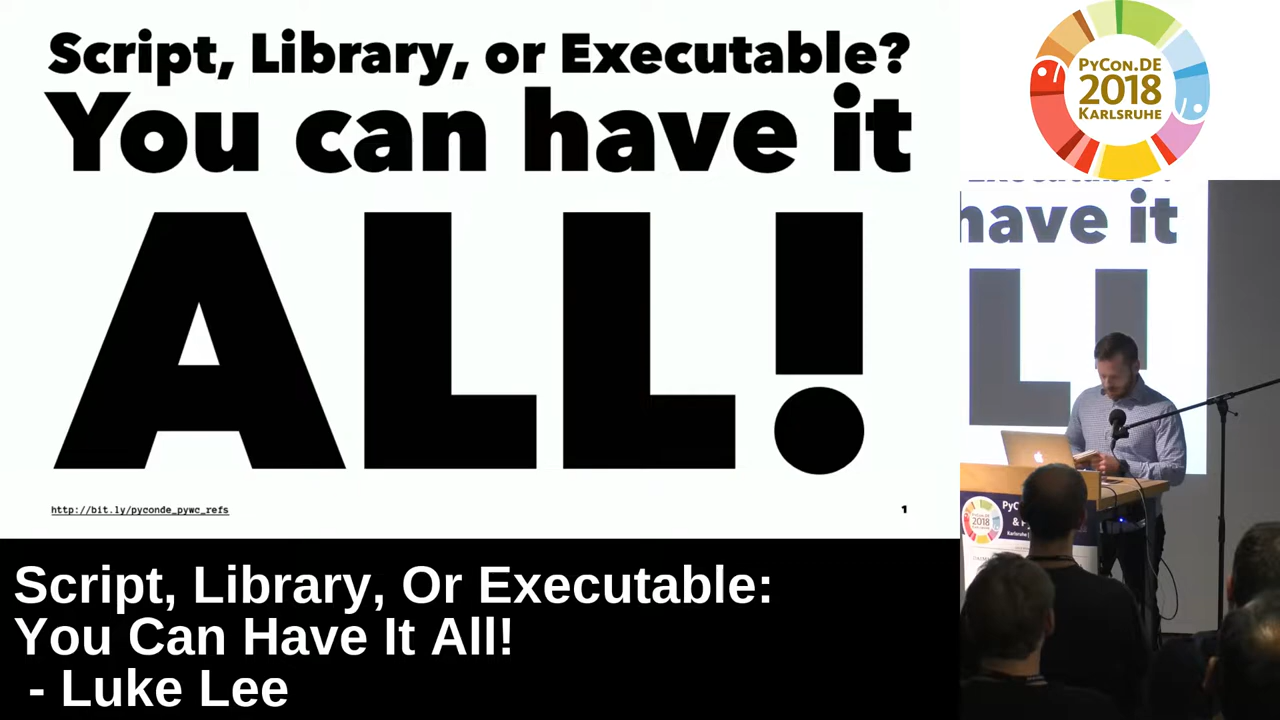 Script, Library, or Executable?
You can have it
ALL!
http://bit.ly/pyconde_pywc_refs
1
PYCON.DE
2018
KARLSRUHE
have it
2018
Script, Library, Or Executable:
You Can Have It All!
- Luke Lee